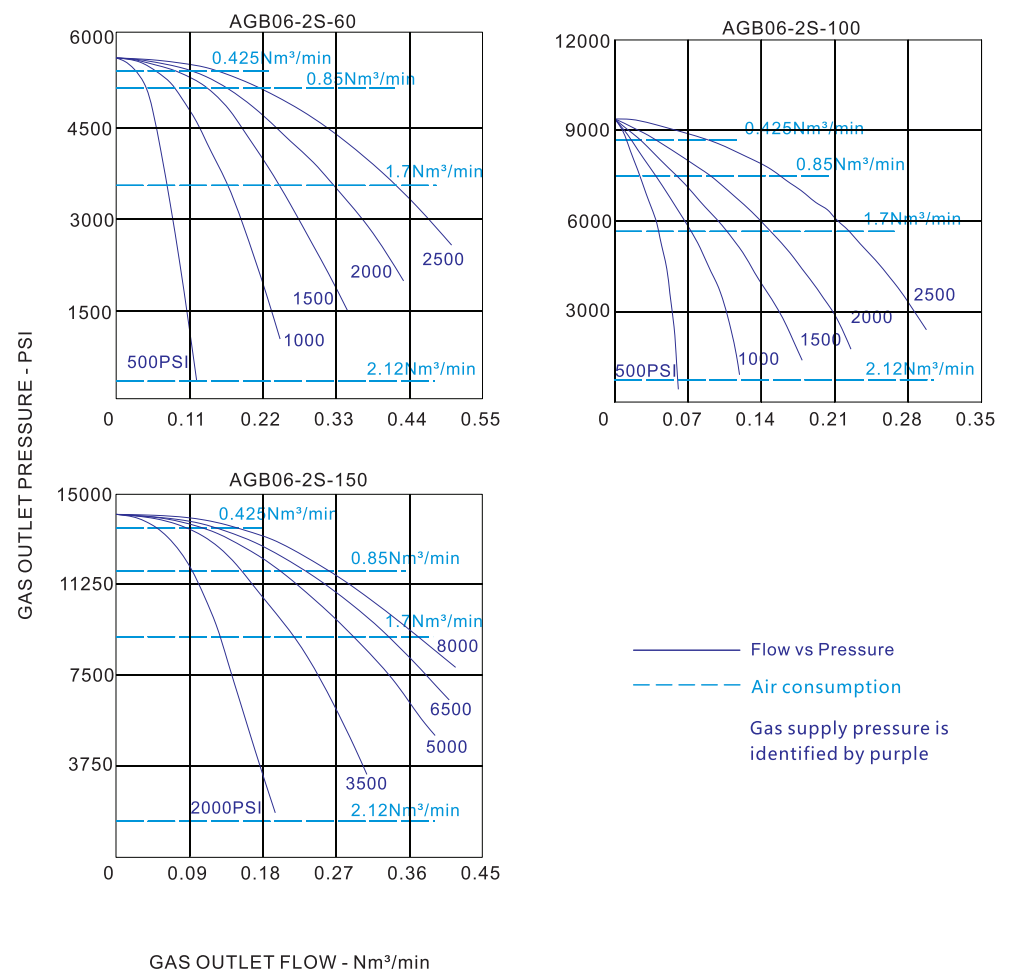 AGB06-2S-60
6000
4500
3000
1500
0 0.11 0.22 0.33 0.44 0.55
0.425Nm³/min
0.85Nm³/min
1.7Nm³/min
2500
2000
1500
1000
500PSI
2.12Nm³/min
AGB06-2S-100
12000
9000
6000
3000
0 0.07 0.14 0.21 0.28 0.35
0.425Nm³/min
0.85Nm³/min
1.7Nm³/min
2500
2000
1500
1000
500PSI
2.12Nm³/min
GAS OUTLET PRESSURE - PSI
AGB06-2S-150
15000
11250
7500
3750
0 0.09 0.18 0.27 0.36 0.45
0.425Nm³/min
0.85Nm³/min
1.7Nm³/min
8000
6500
5000
3500
2000PSI
2.12Nm³/min
Flow vs Pressure
Air consumption
Gas supply pressure is
identified by purple
GAS OUTLET FLOW - Nm³/min